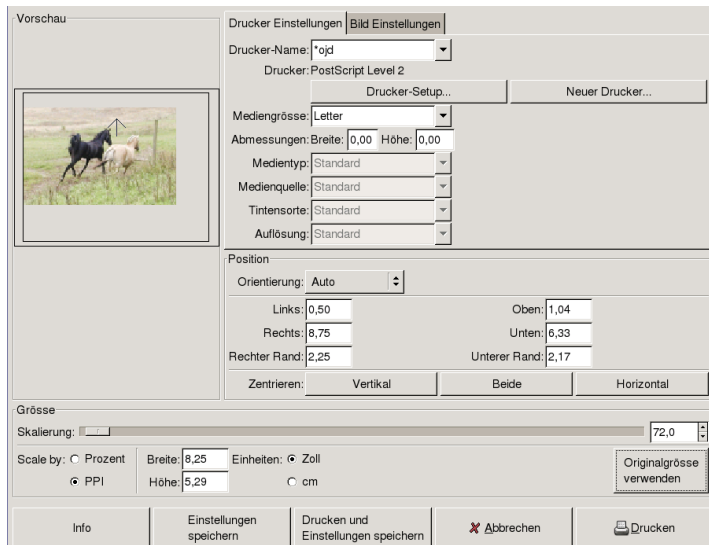 Vorschau
Drucker Einstellungen Bild Einstellungen
Drucker-Name: *ojd
Drucker: PostScript Level 2
Drucker-Setup... Neuer Drucker...
Mediengrösse: Letter
Abmessungen: Breite: 0,00 Höhe: 0,00
Medientyp: Standard
Medienquelle: Standard
Tintensorte: Standard
Auflösung: Standard
Position
Orientierung: Auto
Links: 0,50 Oben: 1,04
Rechts: 8,75 Unten: 6,33
Rechter Rand: 2,25 Unterer Rand: 2,17
Zentrieren: Vertikal Beide Horizontal
Grösse
Skalierung: 72,0
Scale by: Prozent Breite: 8,25 Einheiten: Zoll
PPI Höhe: 5,29 cm
Originalgrösse
verwenden
Info
Einstellungen
speichern
Drucken und
Einstellungen speichern
Abbrechen
Drucken